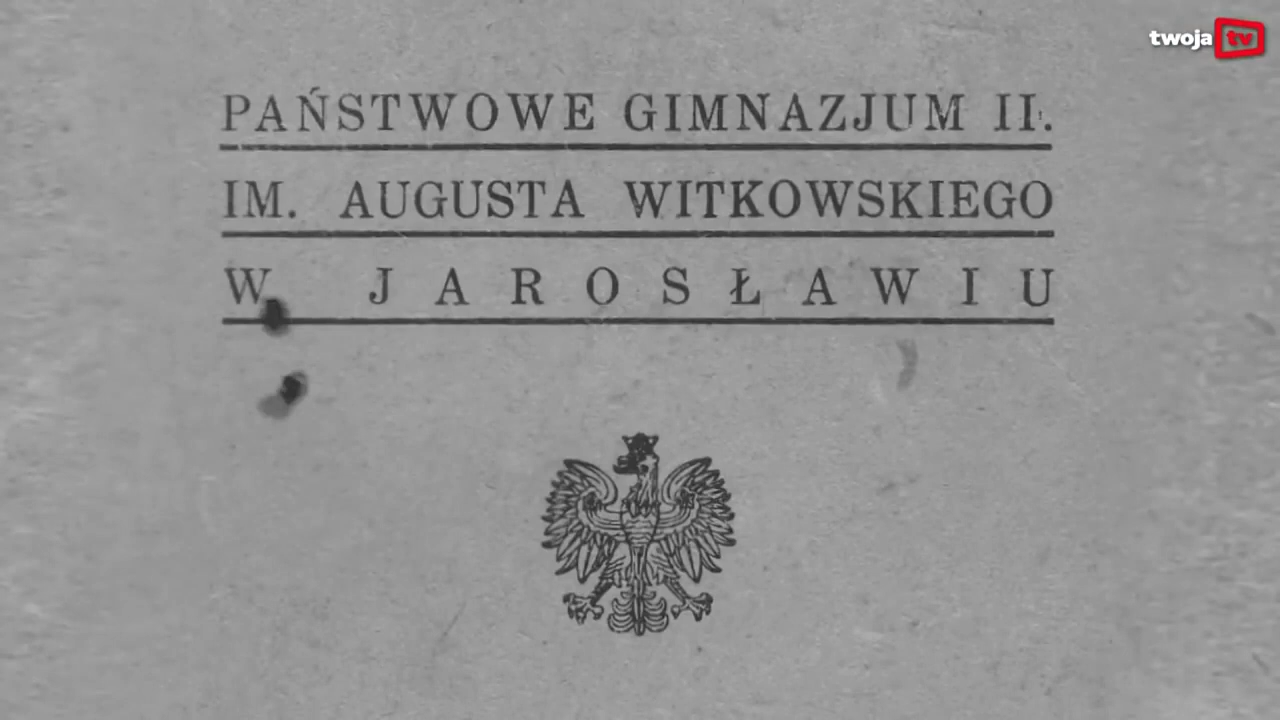 twoja tv
PAŃSTWOWE GIMNAZJUM II.
IM. AUGUSTA WITKOWSKIEGO
W JAROSŁAWIU